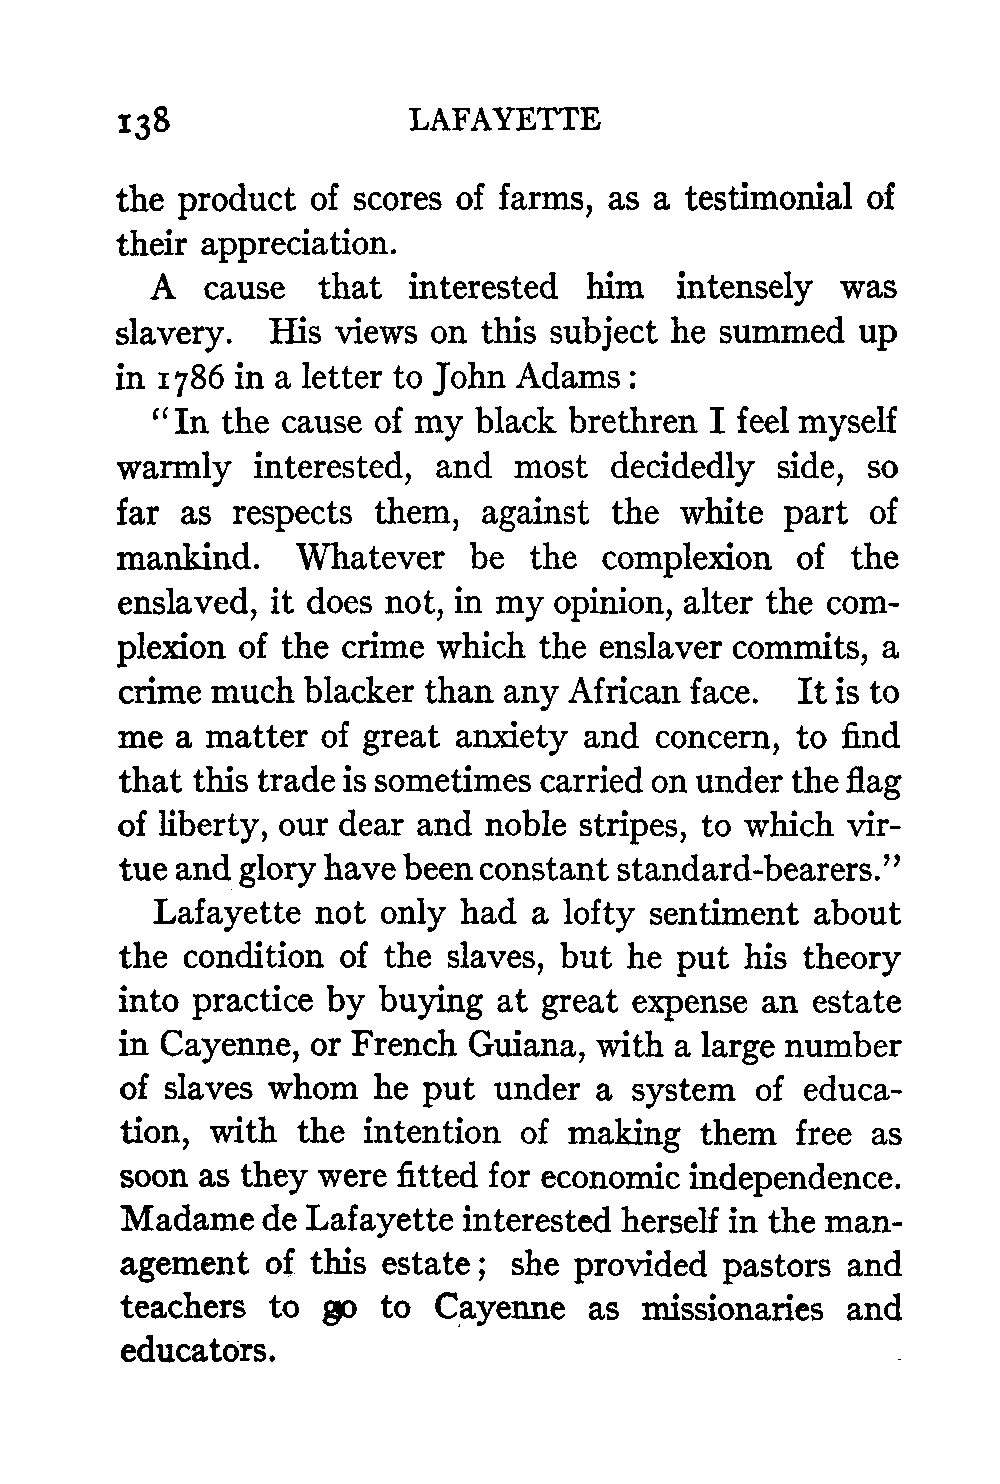 138 LAFAYETTE
the product of scores of farms, as a testimonial of
their appreciation.
A cause that interested him intensely was
slavery. His views on this subject he summed up
in 1786 in a letter to John Adams:
"In the cause of my black brethren I feel myself
warmly interested, and most decidedly side, so
far as respects them, against the white part of
mankind. Whatever be the complexion of the
enslaved, it does not, in my opinion, alter the com-
plexion of the crime which the enslaver commits, a
crime much blacker than any African face. It is to
me a matter of great anxiety and concern, to find
that this trade is sometimes carried on under the flag
of liberty, our dear and noble stripes, to which vir-
tue and glory have been constant standard-bearers."
Lafayette not only had a lofty sentiment about
the condition of the slaves, but he put his theory
into practice by buying at great expense an estate
in Cayenne, or French Guiana, with a large number
of slaves whom he put under a system of educa-
tion, with the intention of making them free as
soon as they were fitted for economic independence.
Madame de Lafayette interested herself in the man-
agement of this estate; she provided pastors and
teachers to go to Cayenne as missionaries and
educators.